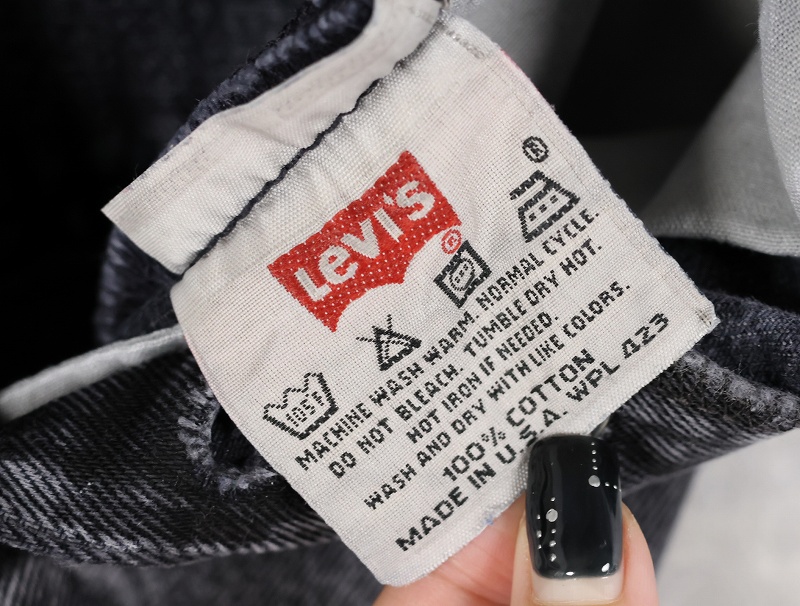 Levi's ®
®
105F
MACHINE WASH WARM NORMAL CYCLE.
DO NOT BLEACH. TUMBLE DRY HOT.
HOT IRON IF NEEDED.
WASH AND DRY WITH LIKE COLORS.
100% COTTON
MADE IN U.S.A. WPL 423